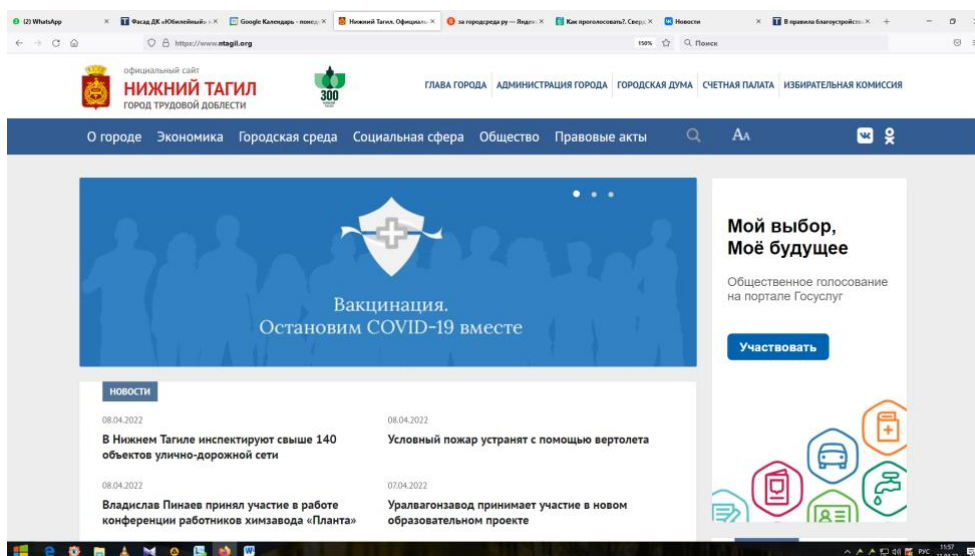 (2) WhatsApp
Фасад ДК «Юбилейный»
Google Календарь - понед
Нижний Тагил. Официаль
за городсреда ру — Яндекс
Как проголосовать?. Сверд
Новости
В правила благоустройств
https://www.ntagil.org
150%
Поиск
официальный сайт
НИЖНИЙ ТАГИЛ
ГОРОД ТРУДОВОЙ ДОБЛЕСТИ
300
ГЛАВА ГОРОДА АДМИНИСТРАЦИЯ ГОРОДА ГОРОДСКАЯ ДУМА СЧЕТНАЯ ПАЛАТА ИЗБИРАТЕЛЬНАЯ КОМИССИЯ
О городе Экономика Городская среда Социальная сфера Общество Правовые акты
АА
Вакцинация.
Остановим COVID-19 вместе
Мой выбор,
Моё будущее
Общественное голосование
на портале Госуслуг
Участвовать
НОВОСТИ
08.04.2022
В Нижнем Тагиле инспектируют свыше 140
объектов улично-дорожной сети
08.04.2022
Условный пожар устранят с помощью вертолета
08.04.2022
Владислав Пинаев принял участие в работе
конференции работников химзавода «Планта»
07.04.2022
Уралвагонзавод принимает участие в новом
образовательном проекте
РУС
11:57